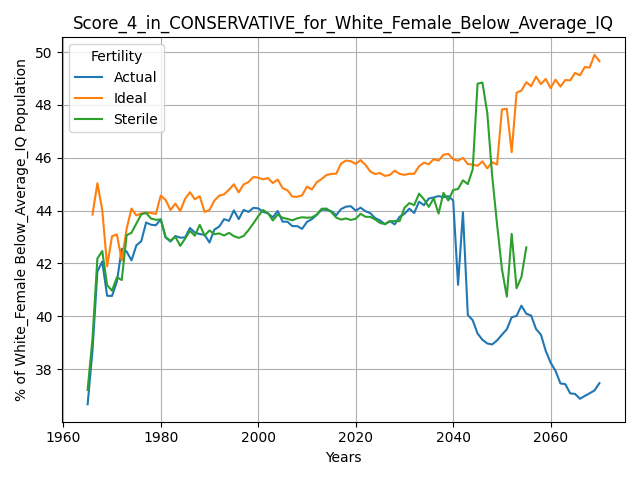 Score_4_in_CONSERVATIVE_for_White_Female_Below_Average_IQ
% of White_Female Below_Average_IQ Population
50
48
46
44
42
40
38
Fertility
Actual
Ideal
Sterile
1960
1980
2000
2020
2040
2060
Years